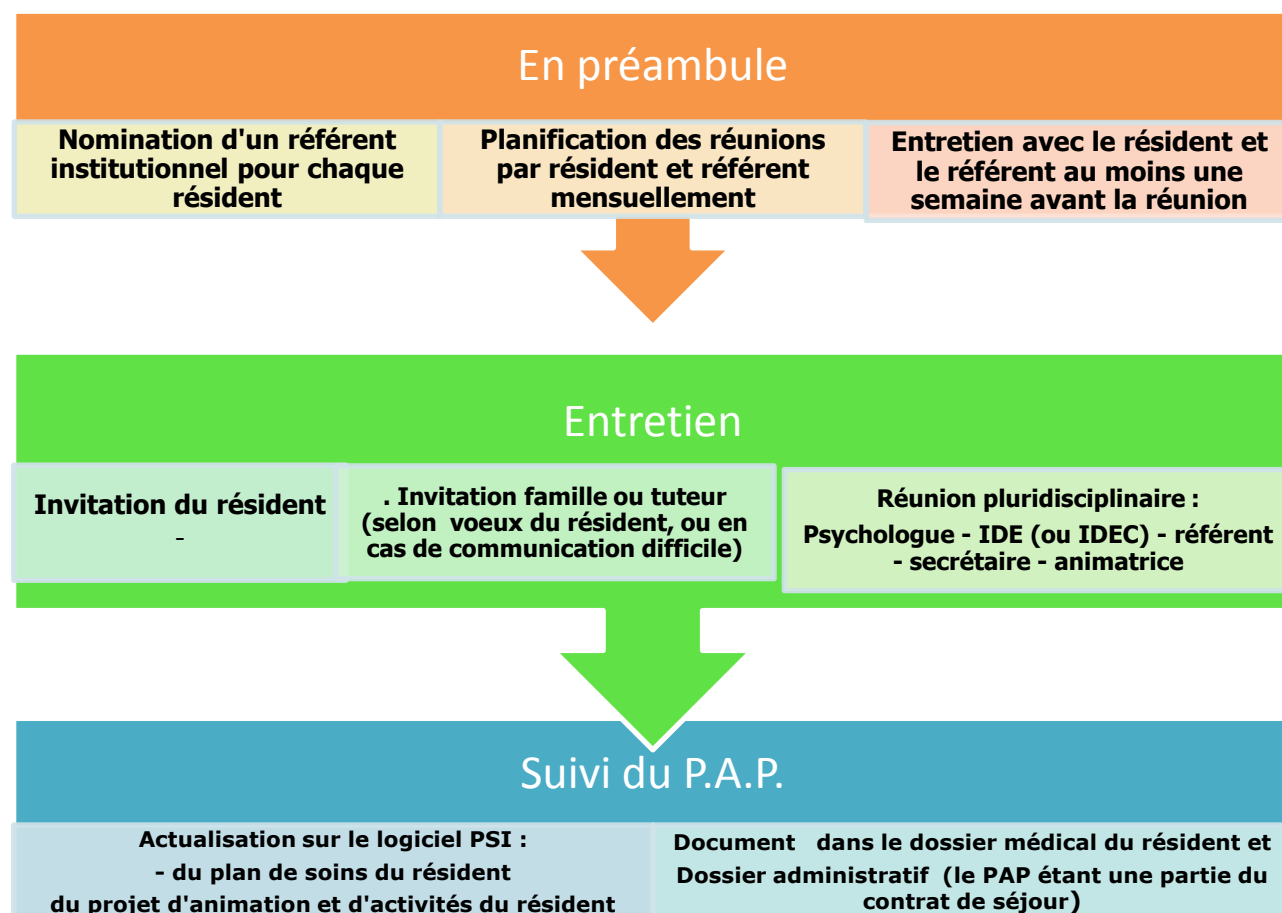 En préambule
Nomination d'un référent
institutionnel pour chaque
résident
Planification des réunions
par résident et référent
mensuellement
Entretien avec le résident et
le référent au moins une
semaine avant la réunion
Entretien
Invitation du résident
-
. Invitation famille ou tuteur
(selon voeux du résident, ou en
cas de communication difficile)
Réunion pluridisciplinaire :
Psychologue - IDE (ou IDEC) - référent
- secrétaire - animatrice
Suivi du P.A.P.
Actualisation sur le logiciel PSI :
- du plan de soins du résident
du projet d'animation et d'activités du résident
Document dans le dossier médical du résident et
Dossier administratif (le PAP étant une partie du
contrat de séjour)